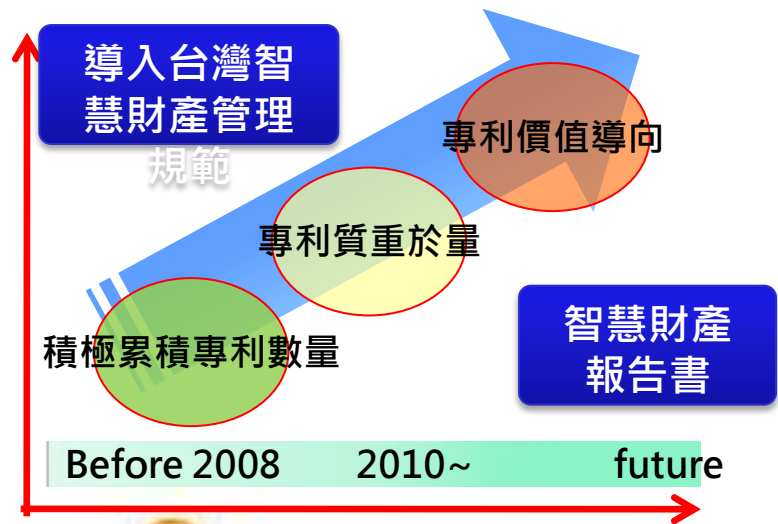 導入台灣智
慧財產管理
規範
專利價值導向
專利質重於量
積極累積專利數量
智慧財產
報告書
Before 2008
2010~
future